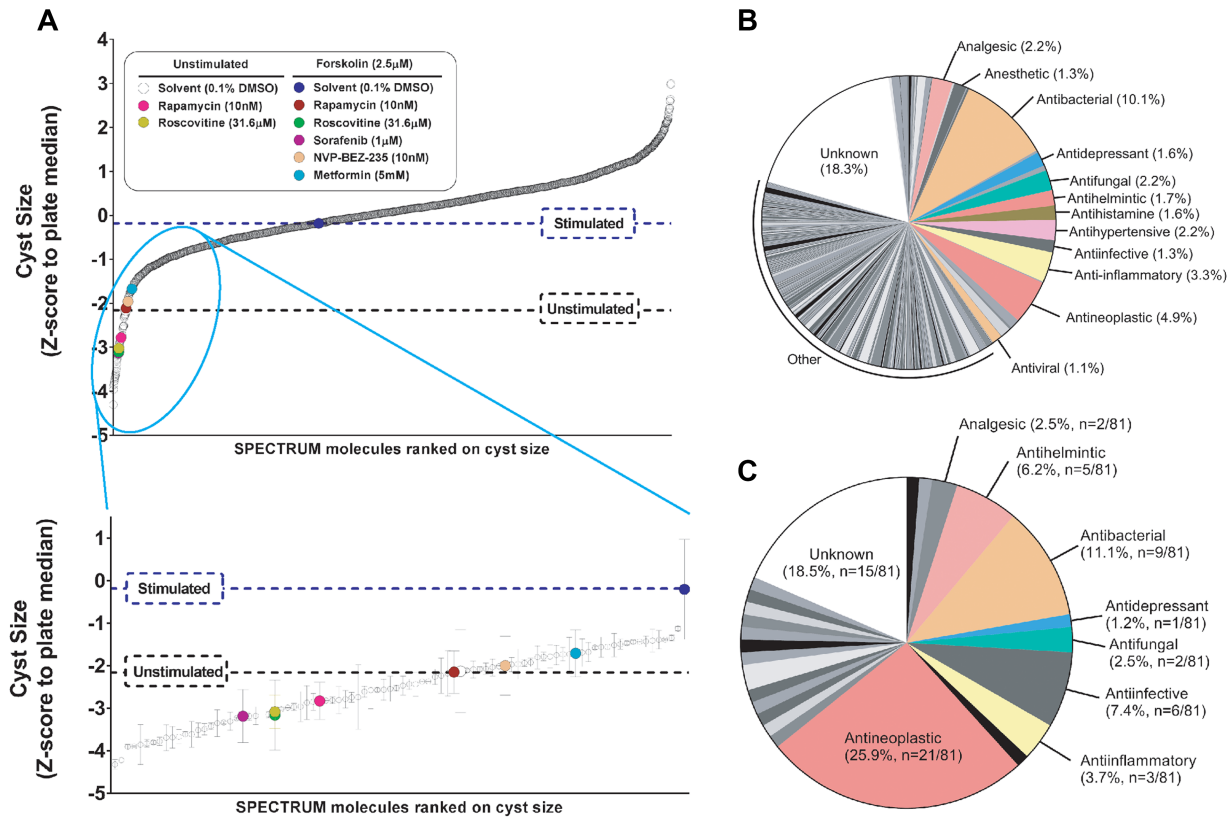 A
Cyst Size
(Z-score to plate median)
4
3
2
1
0
-1
-2
-3
-4
-5
Unstimulated
Solvent (0.1% DMSO)
Rapamycin (10nM)
Roscovitine (31.6μM)
Forskolin (2.5μM)
Solvent (0.1% DMSO)
Rapamycin (10nM)
Roscovitine (31.6μM)
Sorafenib (1μM)
NVP-BEZ-235 (10nM)
Metformin (5mM)
Stimulated
Unstimulated
SPECTRUM molecules ranked on cyst size
Cyst Size
(Z-score to plate median)
1
0
-1
-2
-3
-4
-5
Stimulated
Unstimulated
SPECTRUM molecules ranked on cyst size
B
Analgesic (2.2%)
Anesthetic (1.3%)
Antibacterial (10.1%)
Antidepressant (1.6%)
Antifungal (2.2%)
Antihelmintic (1.7%)
Antihistamine (1.6%)
Antihypertensive (2.2%)
Antiinfective (1.3%)
Anti-inflammatory (3.3%)
Antineoplastic (4.9%)
Antiviral (1.1%)
Other
Unknown
(18.3%)
C
Analgesic (2.5%, n=2/81)
Antihelmintic
(6.2%, n=5/81)
Antibacterial
(11.1%, n=9/81)
Antidepressant
(1.2%, n=1/81)
Antifungal
(2.5%, n=2/81)
Antiinfective
(7.4%, n=6/81)
Antiinflammatory
(3.7%, n=3/81)
Antineoplastic
(25.9%, n=21/81)
Unknown
(18.5%, n=15/81)